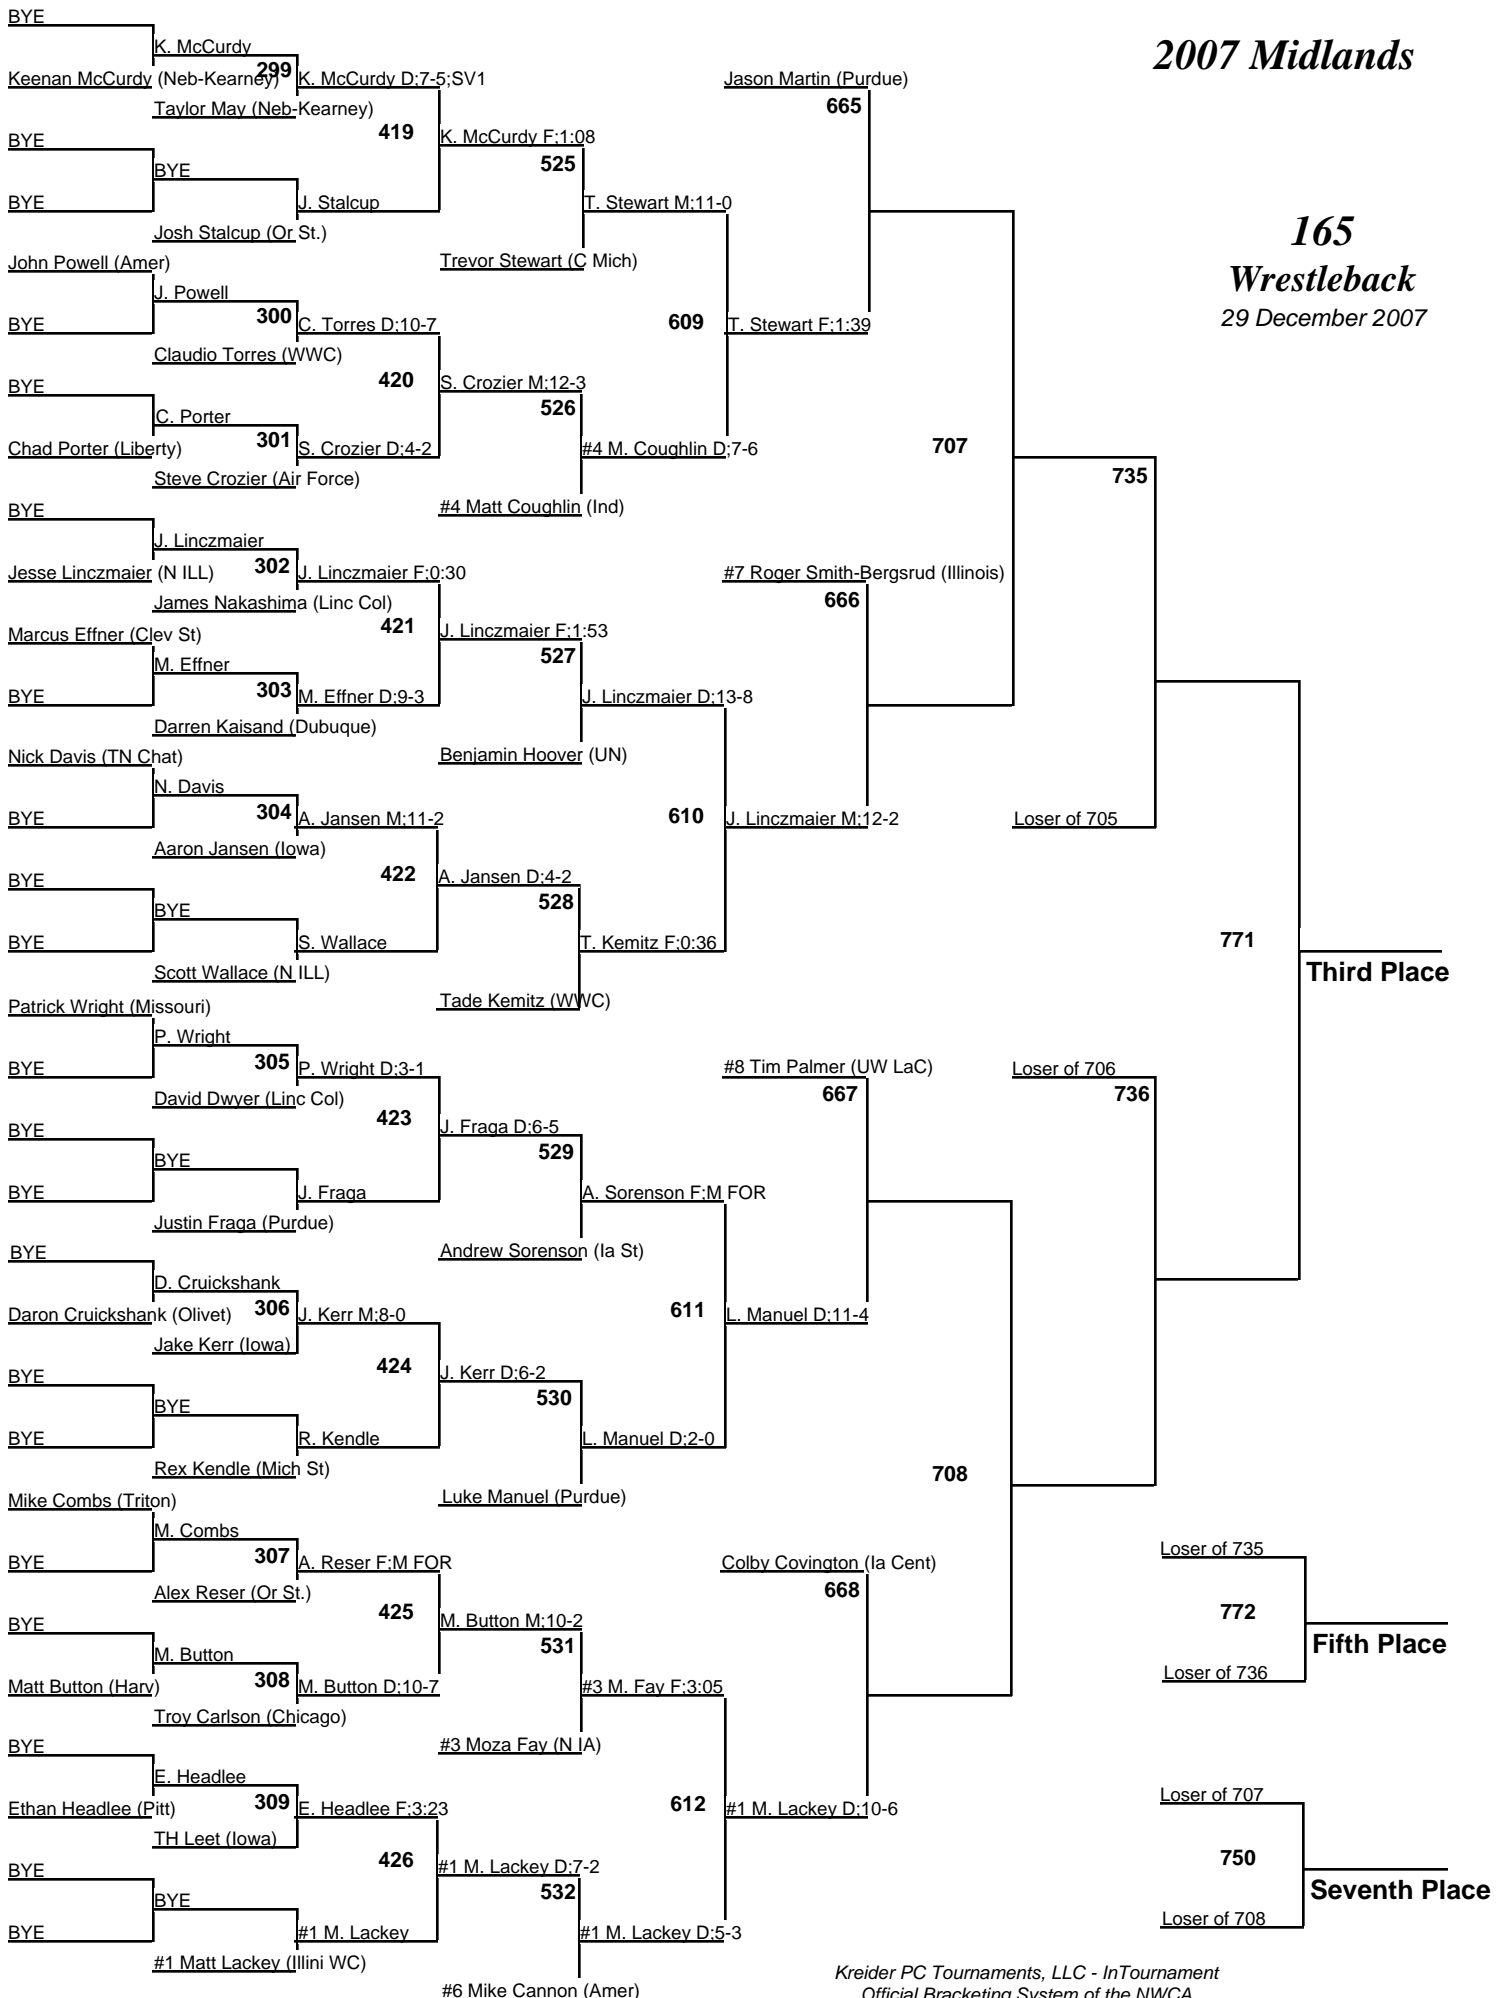 2007 Midlands
165
Wrestleback
29 December 2007
BYE
K. McCurdy
Keenan McCurdy (Neb-Kearney)
299
K. McCurdy D;7-5;SV1
Taylor May (Neb-Kearney)
419
BYE
K. McCurdy F;1:08
525
BYE
BYE
J. Stalcup
T. Stewart M;11-0
Josh Stalcup (Or St.)
Trevor Stewart (C Mich)
John Powell (Amer)
J. Powell
300
BYE
C. Torres D;10-7
609
T. Stewart F;1:39
Claudio Torres (WWC)
420
S. Crozier M;12-3
BYE
526
C. Porter
301
Chad Porter (Liberty)
S. Crozier D;4-2
#4 M. Coughlin D;7-6
Steve Crozier (Air Force)
#4 Matt Coughlin (Ind)
Jason Martin (Purdue)
665
707
735
BYE
J. Linczmaier
Jesse Linczmaier (N ILL)
302
J. Linczmaier F;0:30
#7 Roger Smith-Bergsrud (Illinois)
666
James Nakashima (Linc Col)
421
J. Linczmaier F;1:53
Marcus Effner (Clev St)
527
M. Effner
303
BYE
M. Effner D;9-3
J. Linczmaier D;13-8
Darren Kaisand (Dubuque)
Benjamin Hoover (UN)
Nick Davis (TN Chat)
N. Davis
304
BYE
A. Jansen M;11-2
610
J. Linczmaier M;12-2
Loser of 705
Aaron Jansen (Iowa)
422
A. Jansen D;4-2
BYE
528
BYE
BYE
S. Wallace
T. Kemitz F;0:36
Scott Wallace (N ILL)
Tade Kemitz (WWC)
771
Third Place
Patrick Wright (Missouri)
P. Wright
305
BYE
P. Wright D;3-1
#8 Tim Palmer (UW LaC)
667
Loser of 706
736
David Dwyer (Linc Col)
423
J. Fraga D;6-5
BYE
529
BYE
BYE
J. Fraga
A. Sorenson F;M FOR
Justin Fraga (Purdue)
Andrew Sorenson (Ia St)
BYE
D. Cruickshank
Daron Cruickshank (Olivet)
306
J. Kerr M;8-0
611
L. Manuel D;11-4
Jake Kerr (Iowa)
424
J. Kerr D;6-2
BYE
530
BYE
BYE
R. Kendle
L. Manuel D;2-0
Rex Kendle (Mich St)
Luke Manuel (Purdue)
708
Mike Combs (Triton)
M. Combs
307
BYE
A. Reser F;M FOR
Colby Covington (Ia Cent)
668
Alex Reser (Or St.)
425
M. Button M;10-2
BYE
531
M. Button
308
Matt Button (Harv)
M. Button D;10-7
#3 M. Fay F;3:05
Troy Carlson (Chicago)
#3 Moza Fay (N IA)
Loser of 735
772
Fifth Place
Loser of 736
BYE
E. Headlee
309
Ethan Headlee (Pitt)
E. Headlee F;3:23
612
#1 M. Lackey D;10-6
TH Leet (Iowa)
426
#1 M. Lackey D;7-2
BYE
532
BYE
BYE
#1 M. Lackey
#1 M. Lackey D;5-3
#1 Matt Lackey (Illini WC)
#6 Mike Cannon (Amer)
Loser of 707
750
Seventh Place
Loser of 708
Kreider PC Tournaments, LLC - InTournament
Official Bracketing System of the NWCA